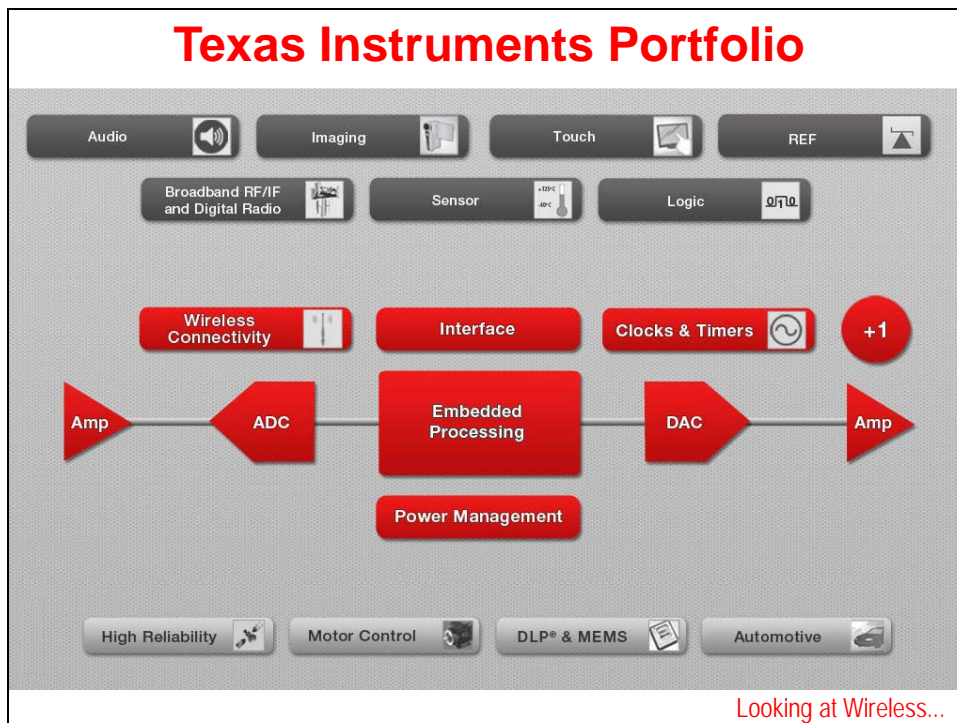 Texas Instruments Portfolio
Audio
Imaging
Touch
REF
Broadband RF/IF
and Digital Radio
Sensor
+125°C
-40°C
Logic
Wireless
Connectivity
Interface
Clocks & Timers
+1
Amp
ADC
Embedded
Processing
DAC
Amp
Power Management
High Reliability
Motor Control
DLP® & MEMS
Automotive
Looking at Wireless...